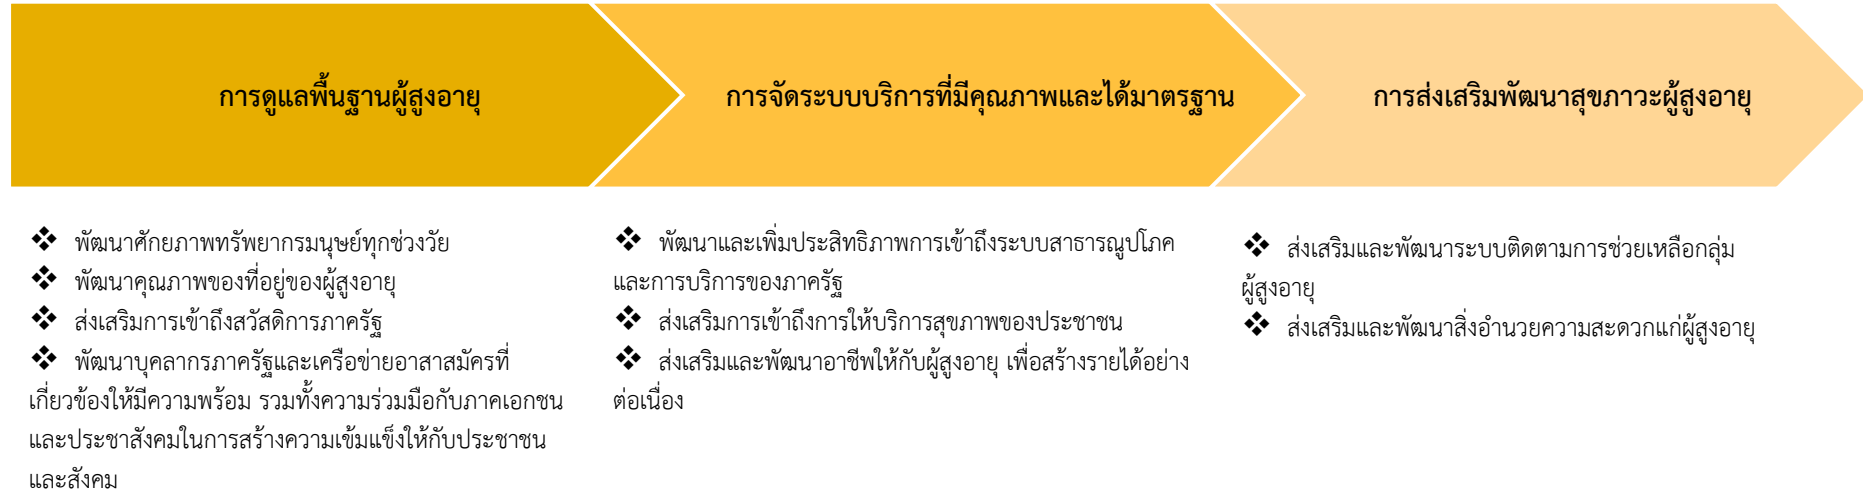 การดูแลพื้นฐานผู้สูงอายุ
การจัดระบบบริการที่มีคุณภาพและได้มาตรฐาน
การส่งเสริมพัฒนาสุขภาวะผู้สูงอายุ
❖ พัฒนาศักยภาพทรัพยากรมนุษย์ทุกช่วงวัย
❖ พัฒนาคุณภาพของที่อยู่ของผู้สูงอายุ
❖ ส่งเสริมการเข้าถึงสวัสดิการภาครัฐ
❖ พัฒนาบุคลากรภาครัฐและเครือข่ายอาสาสมัครที่
เกี่ยวข้องให้มีความพร้อม รวมทั้งความร่วมมือกับภาคเอกชน
และประชาสังคมในการสร้างความเข้มแข็งให้กับประชาชน
และสังคม
❖ พัฒนาและเพิ่มประสิทธิภาพการเข้าถึงระบบสาธารณูปโภค
และการบริการของภาครัฐ
❖ ส่งเสริมการเข้าถึงการให้บริการสุขภาพของประชาชน
❖ ส่งเสริมและพัฒนาอาชีพให้กับผู้สูงอายุ เพื่อสร้างรายได้อย่าง
ต่อเนื่อง
❖ ส่งเสริมและพัฒนาระบบติดตามการช่วยเหลือกลุ่ม
ผู้สูงอายุ
❖ ส่งเสริมและพัฒนาสิ่งอำนวยความสะดวกแก่ผู้สูงอายุ